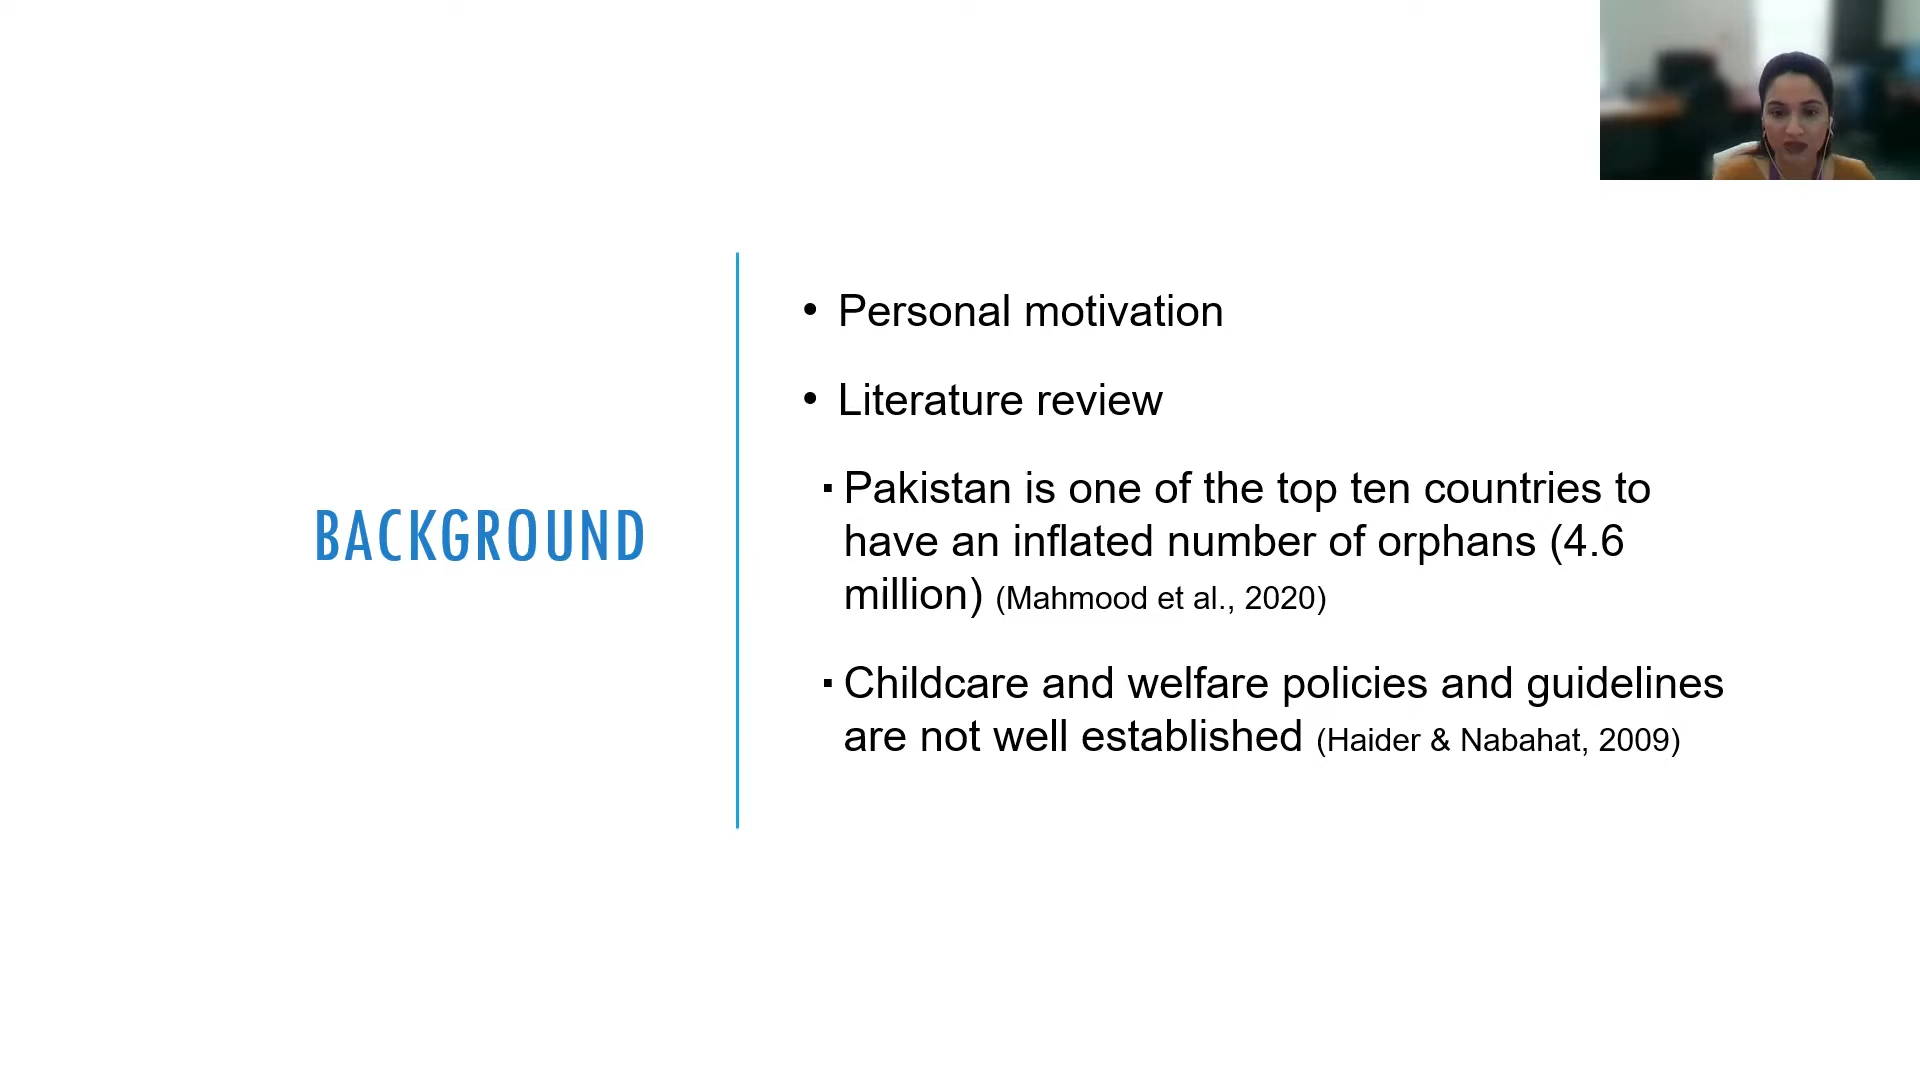 BACKGROUND
• Personal motivation
• Literature review
▪ Pakistan is one of the top ten countries to
have an inflated number of orphans (4.6
million) (Mahmood et al., 2020)
▪ Childcare and welfare policies and guidelines
are not well established (Haider & Nabahat, 2009)